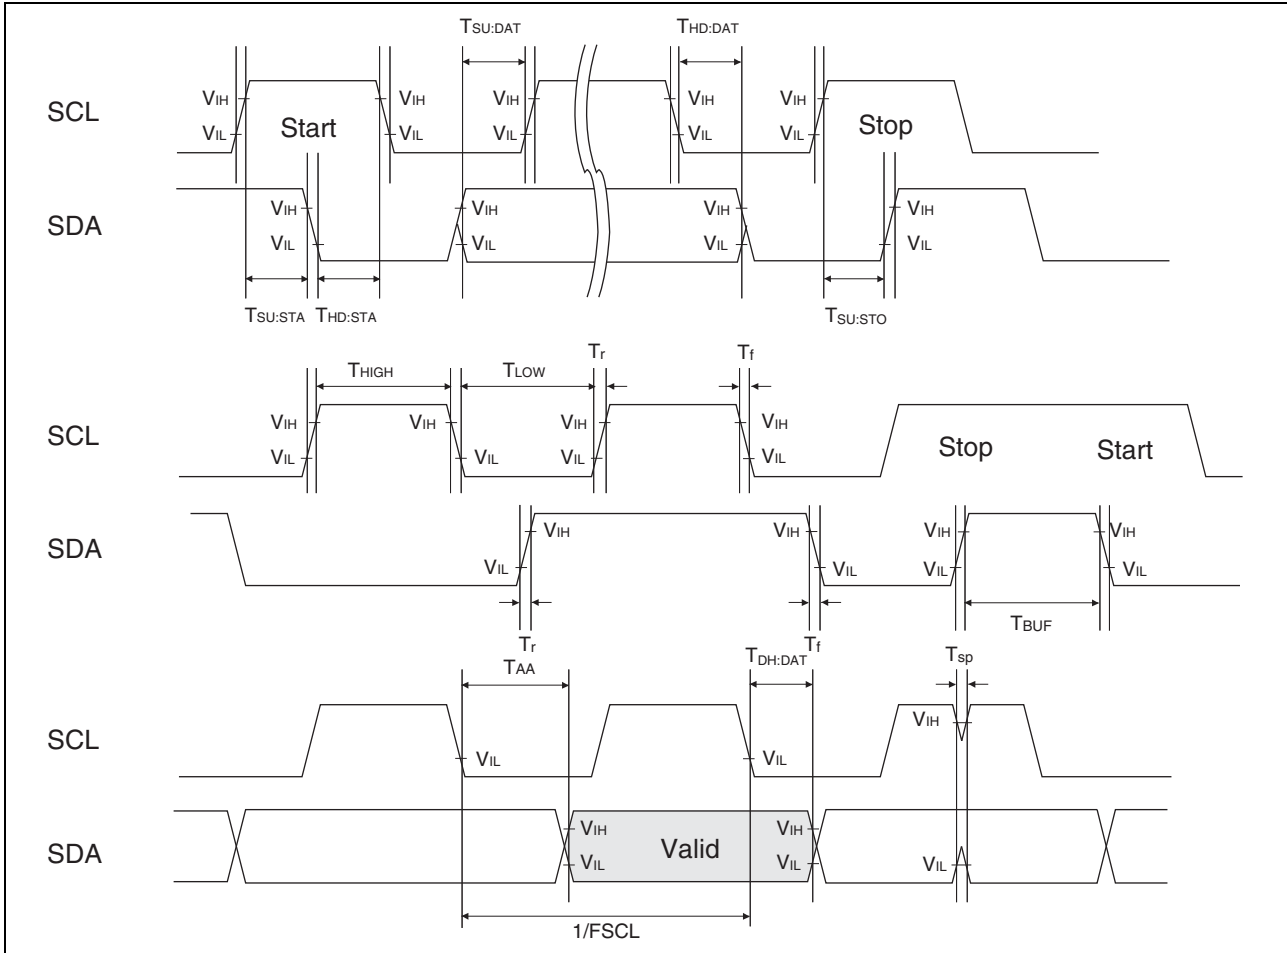 TSU:DAT THD:DAT
SCL VIH VIH VIH VIH VIH
VIL VIL VIL VIL VIL
Start Stop
SDA VIH VIH VIH VIH
VIL VIL VIL VIL
TSU:STA THD:STA TSU:STO
THIGH TLOW Tr Tf
SCL VIH VIH VIH VIH
VIL VIL VIL VIL
Stop Start
SDA VIH VIH VIH VIH
VIL VIL VIL VIL
Tr Tf TBUF
TAA TDH:DAT Tsp
SCL VIH
VIL VIL
SDA VIH VIH
Valid
VIL VIL VIL
1/FSCL